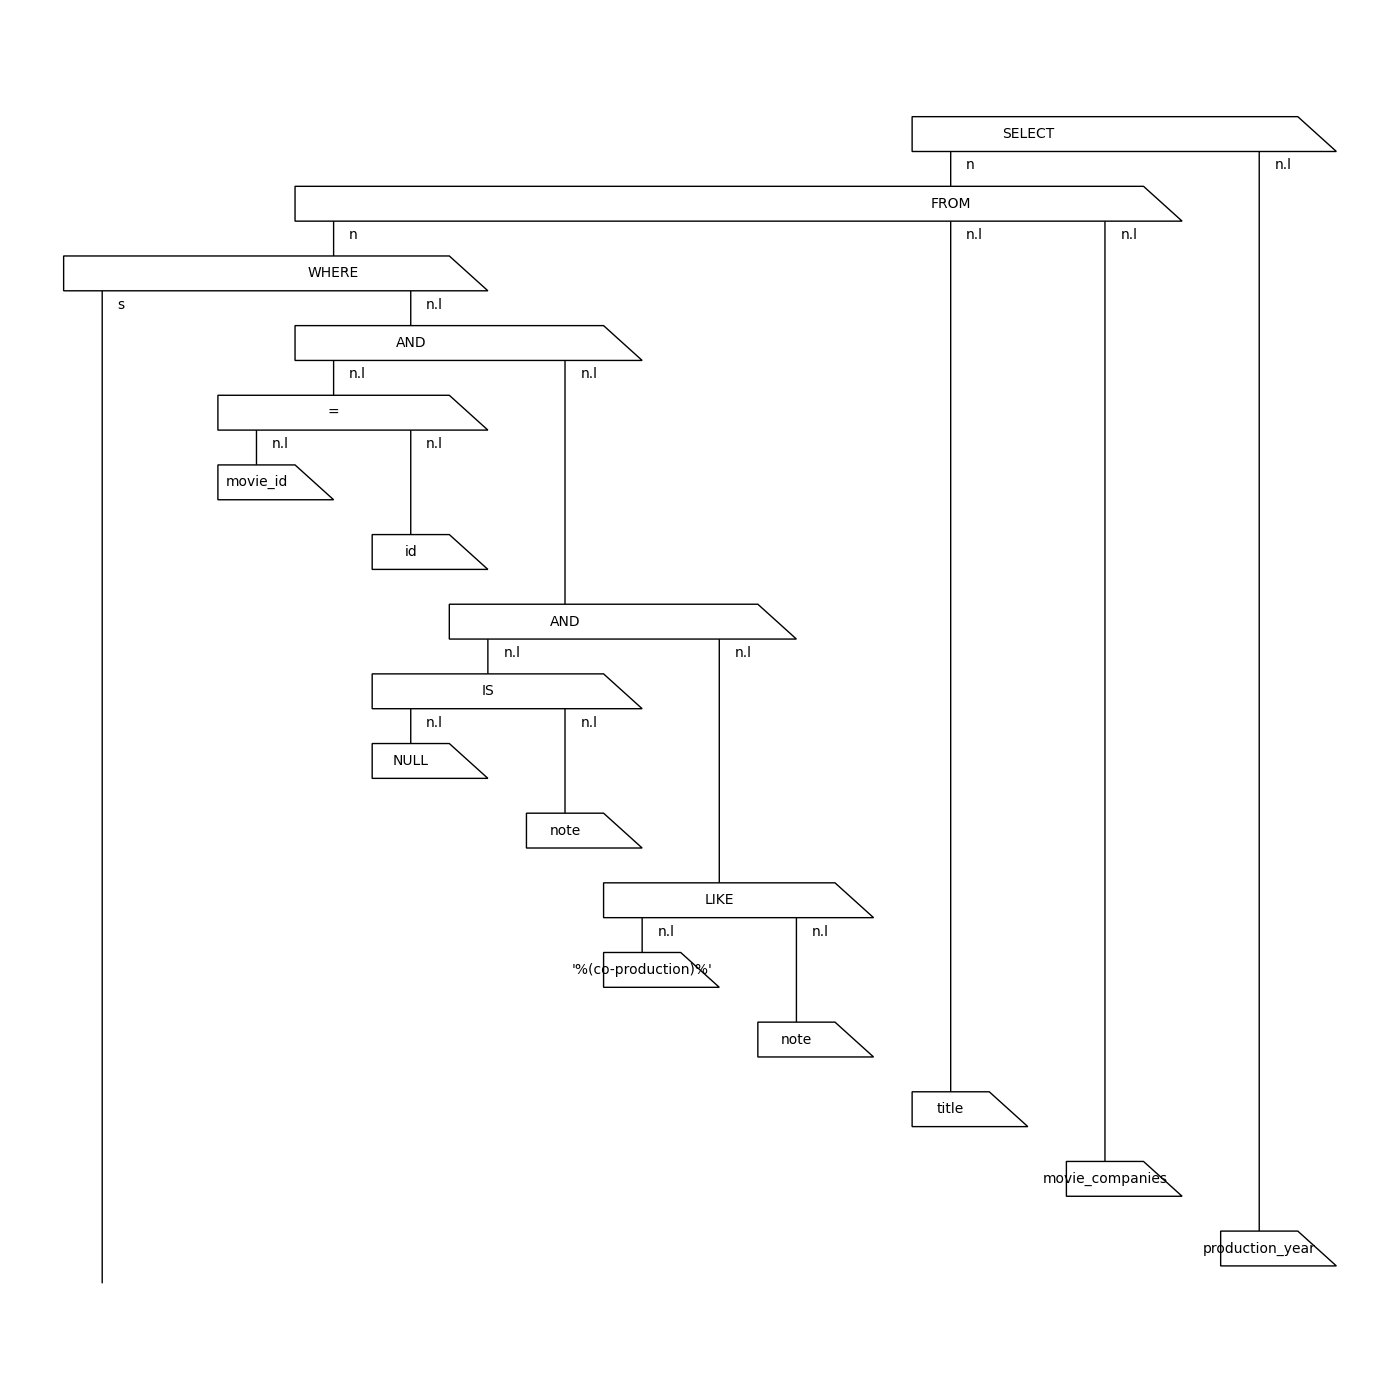 SELECT
n n.l
FROM
n n.l n.l
WHERE
s n.l
AND
n.l n.l
=
n.l n.l
movie_id
id
AND
n.l n.l
IS
n.l n.l
NULL
note
LIKE
n.l n.l
'%(co-production)%'
note
title
movie_companies
production_year